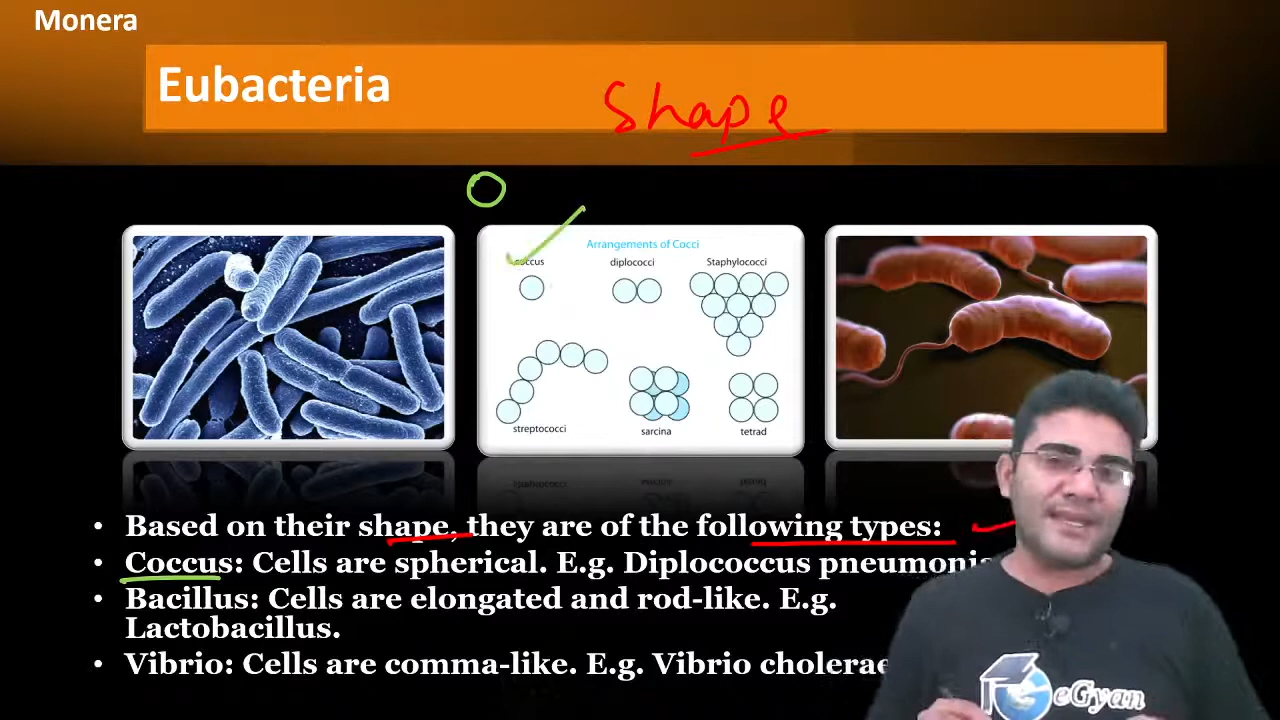 Monera
Eubacteria
Shape
Arrangements of Cocci
coccus diplococci Staphylococci
streptococci sarcina tetrad
• Based on their shape, they are of the following types:
• Coccus: Cells are spherical. E.g. Diplococcus
• Bacillus: Cells are elongated and rod-like. E.g.
Lactobacillus.
• Vibrio: Cells are comma-like. E.g. Vibrio cholerae
eGyan